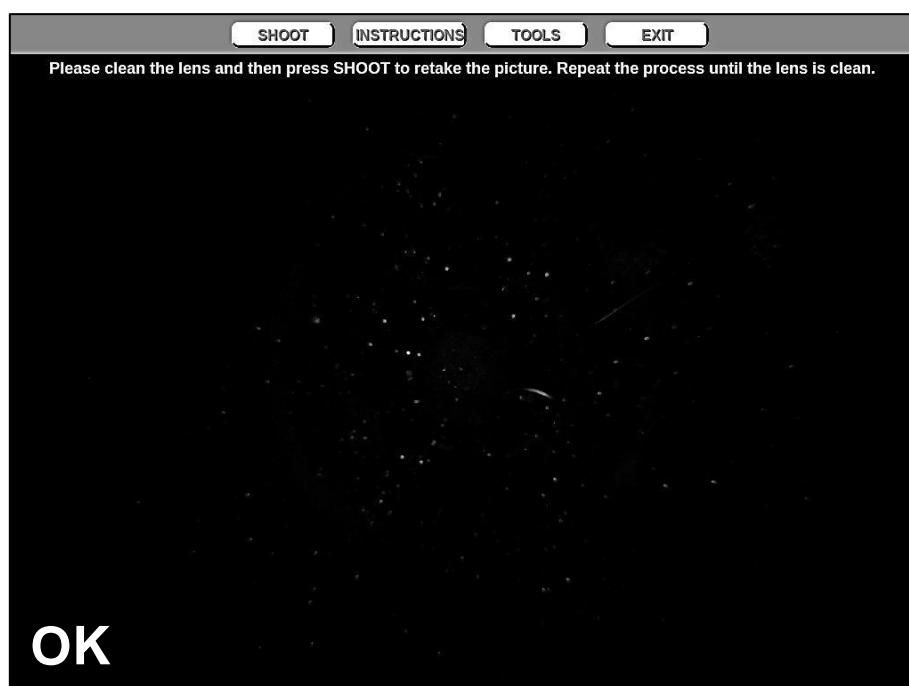 SHOOT INSTRUCTIONS TOOLS EXIT
Please clean the lens and then press SHOOT to retake the picture. Repeat the process until the lens is clean.
OK